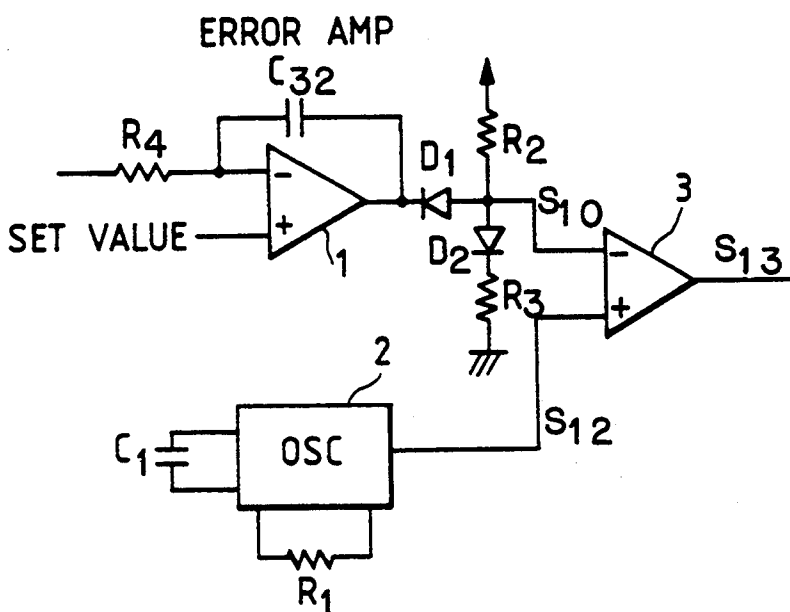 ERROR AMP
C32
R4
R2
D1
-
+
SET VALUE
1
S10
3
D2
-
S13
R3
+
2
S12
C1
OSC
R1